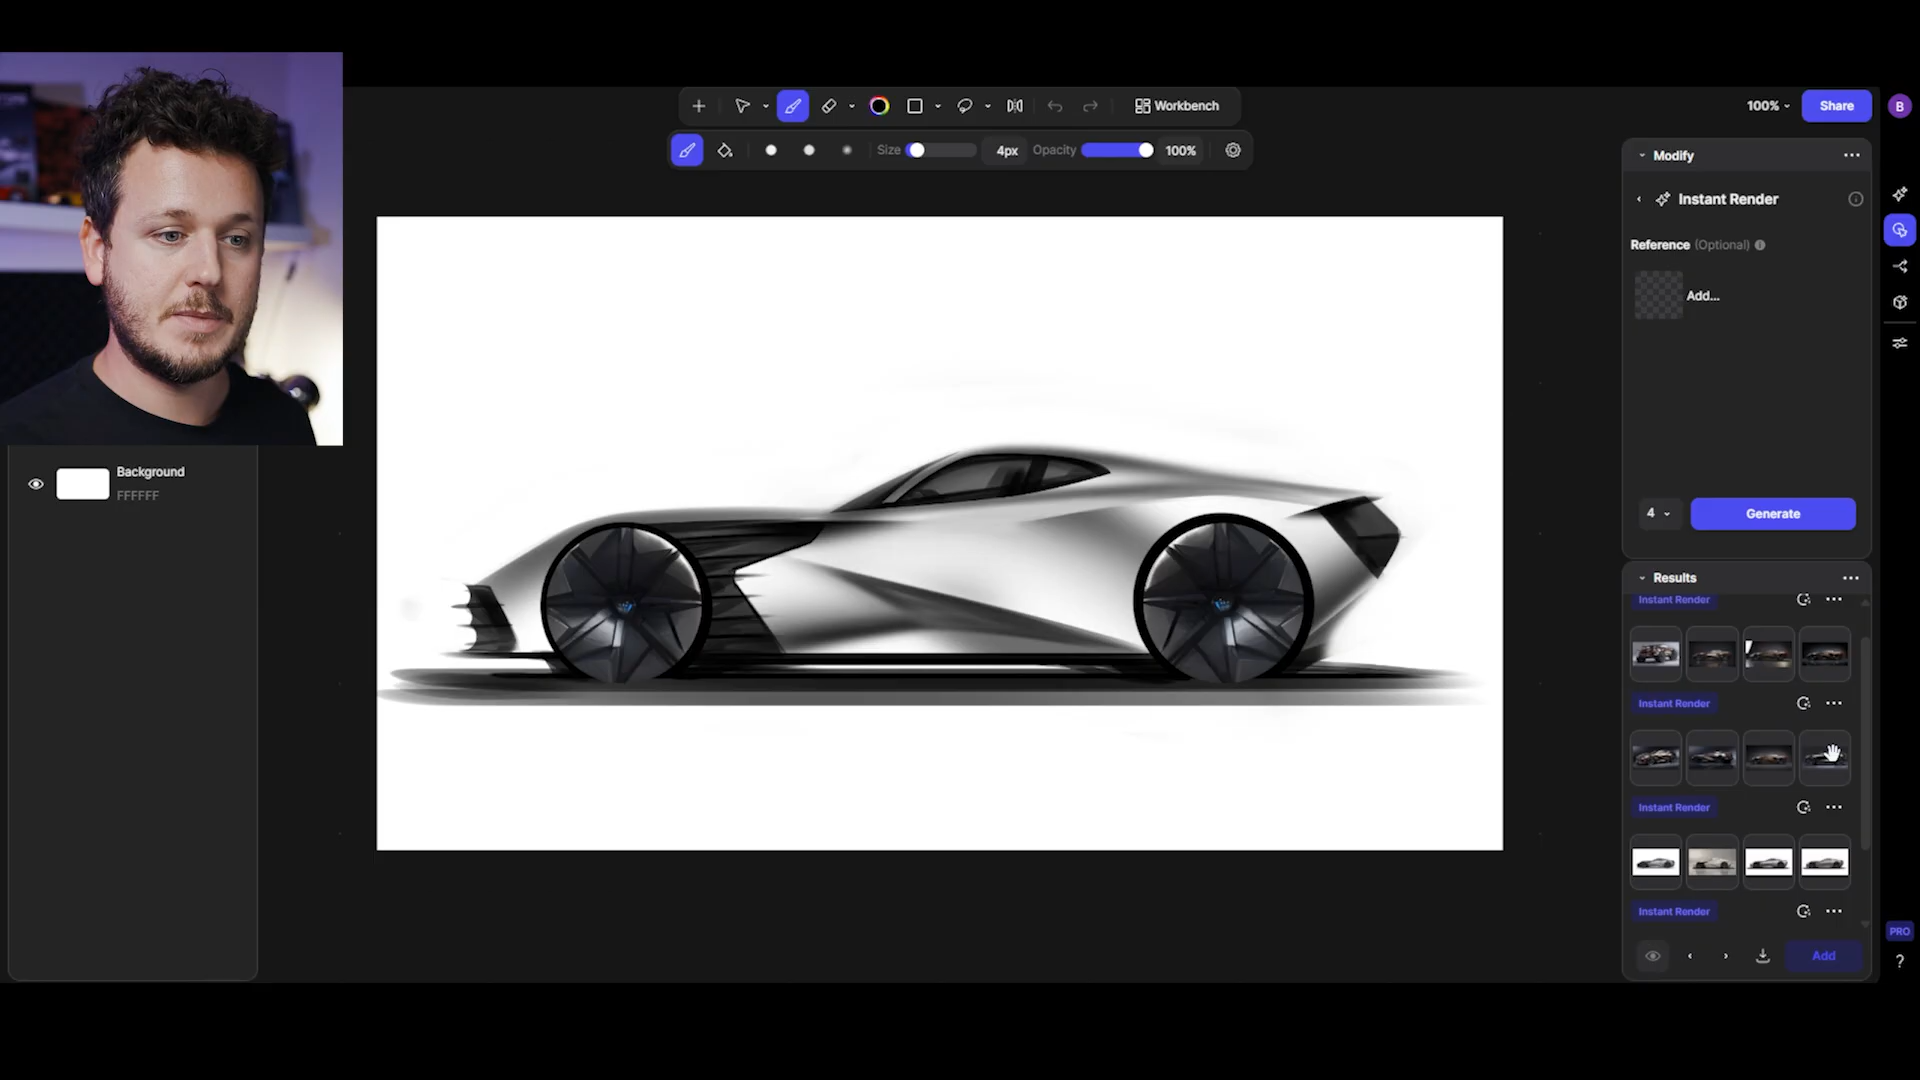 Workbench
100%
Share
B
Size
4px
Opacity
100%
Modify
Instant Render
Reference (Optional)
Add...
4
Generate
Background
FFFFFF
Results
Instant Render
Instant Render
Instant Render
Instant Render
Add
PRO
?